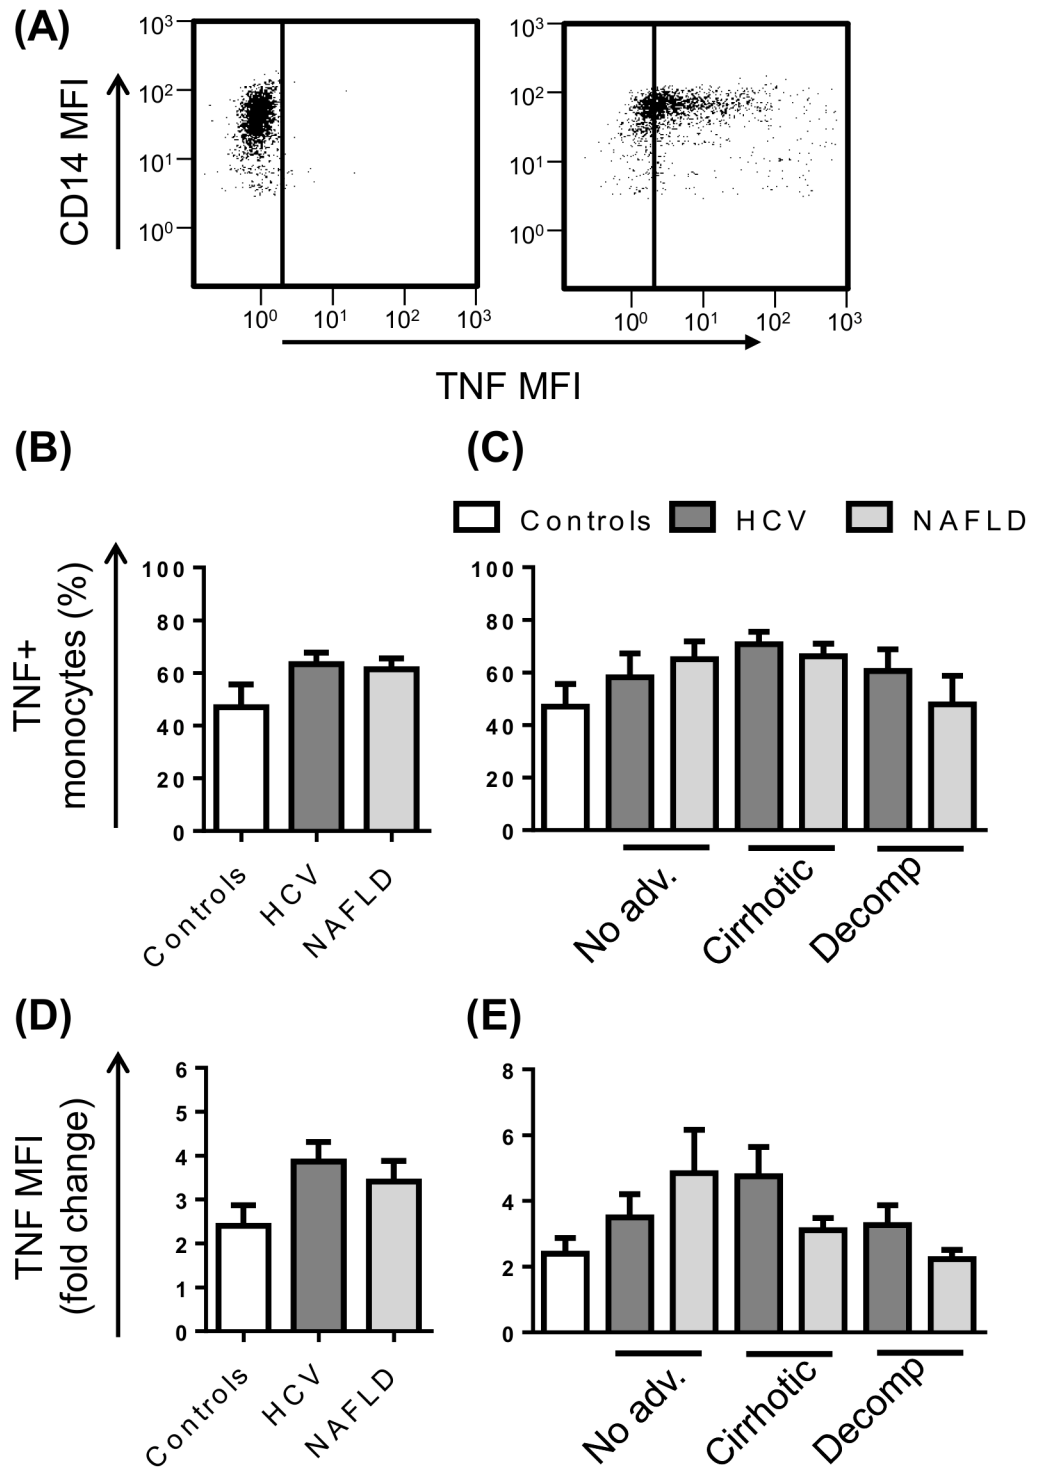 (A)
CD14 MFI
10³
10²
10¹
10⁰
10⁰ 10¹ 10² 10³
10³
10²
10¹
10⁰
10⁰ 10¹ 10² 10³
TNF MFI
(B)
TNF+
monocytes (%)
100
80
60
40
20
0
Controls
HCV
NAFLD
(C)
Controls HCV NAFLD
100
80
60
40
20
0
No adv.
Cirrhotic
Decomp
(D)
TNF MFI
(fold change)
6
5
4
3
2
1
0
Controls
HCV
NAFLD
(E)
8
6
4
2
0
No adv.
Cirrhotic
Decomp